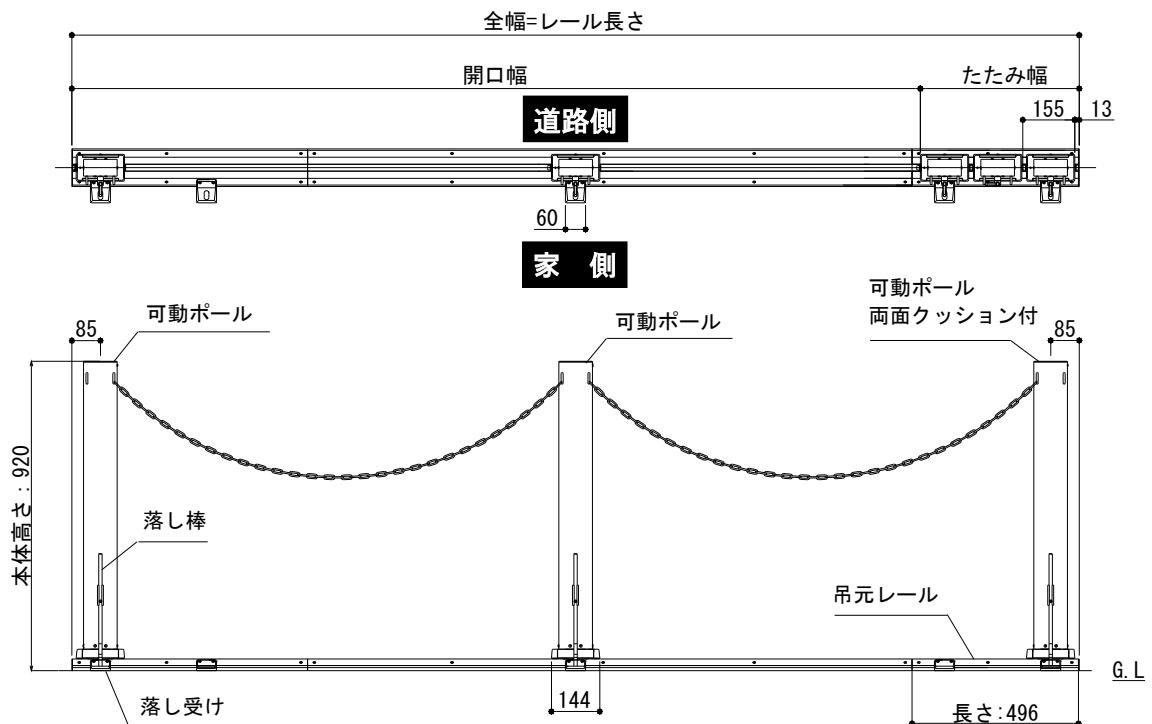 全幅=レール長さ
開口幅
たたみ幅
道路側
155
13
60
家 側
可動ポール
可動ポール
可動ポール
両面クッション付
85
85
本体高さ：920
落し棒
吊元レール
G.L
落し受け
144
長さ:496